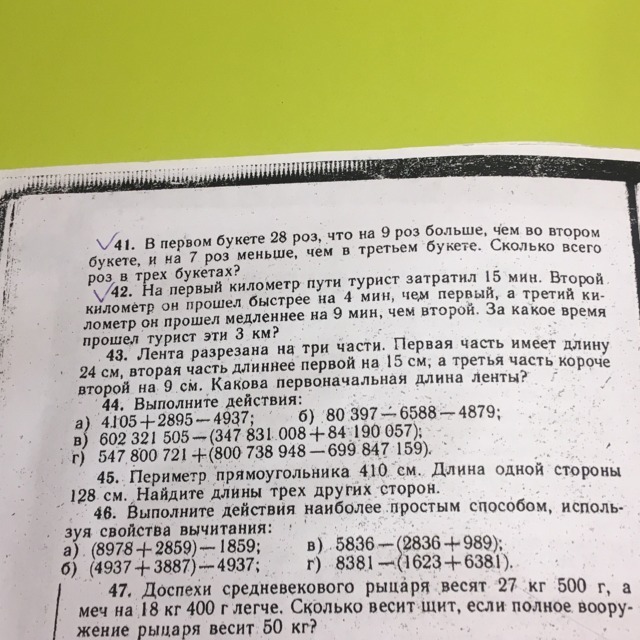 41. В первом букете 28 роз, что на 9 роз больше, чем во втором
букете, и на 7 роз меньше, чем в третьем букете. Сколько всего
роз в трех букетах?
42. На первый километр пути турист затратил 15 мин. Второй
километр он прошел быстрее на 4 мин, чем первый, а третий ки-
лометр он прошел медленнее на 9 мин, чем второй. За какое время
прошел турист эти 3 км?
43. Лента разрезана на три части. Первая часть имеет длину
24 см, вторая часть длиннее первой на 15 см, а третья часть короче
второй на 9 см. Какова первоначальная длина ленты?
44. Выполните действия:
а) 4105+2895—4937; б) 80 397—6588—4879;
в) 602 321 505—(347 831 008+84 190 057);
г) 547 800 721+(800 738 948—699 847 159).
45. Периметр прямоугольника 410 см. Длина одной стороны
128 см. Найдите длины трех других сторон.
46. Выполните действия наиболее простым способом, исполь-
зуя свойства вычитания:
а) (8978+2859)—1859; в) 5836—(2836+989);
б) (4937+3887)—4937; г) 8381—(1623+6381).
47. Доспехи средневекового рыцаря весят 27 кг 500 г, а
меч на 18 кг 400 г легче. Сколько весит щит, если полное воору-
жение рыцаря весит 50 кг?